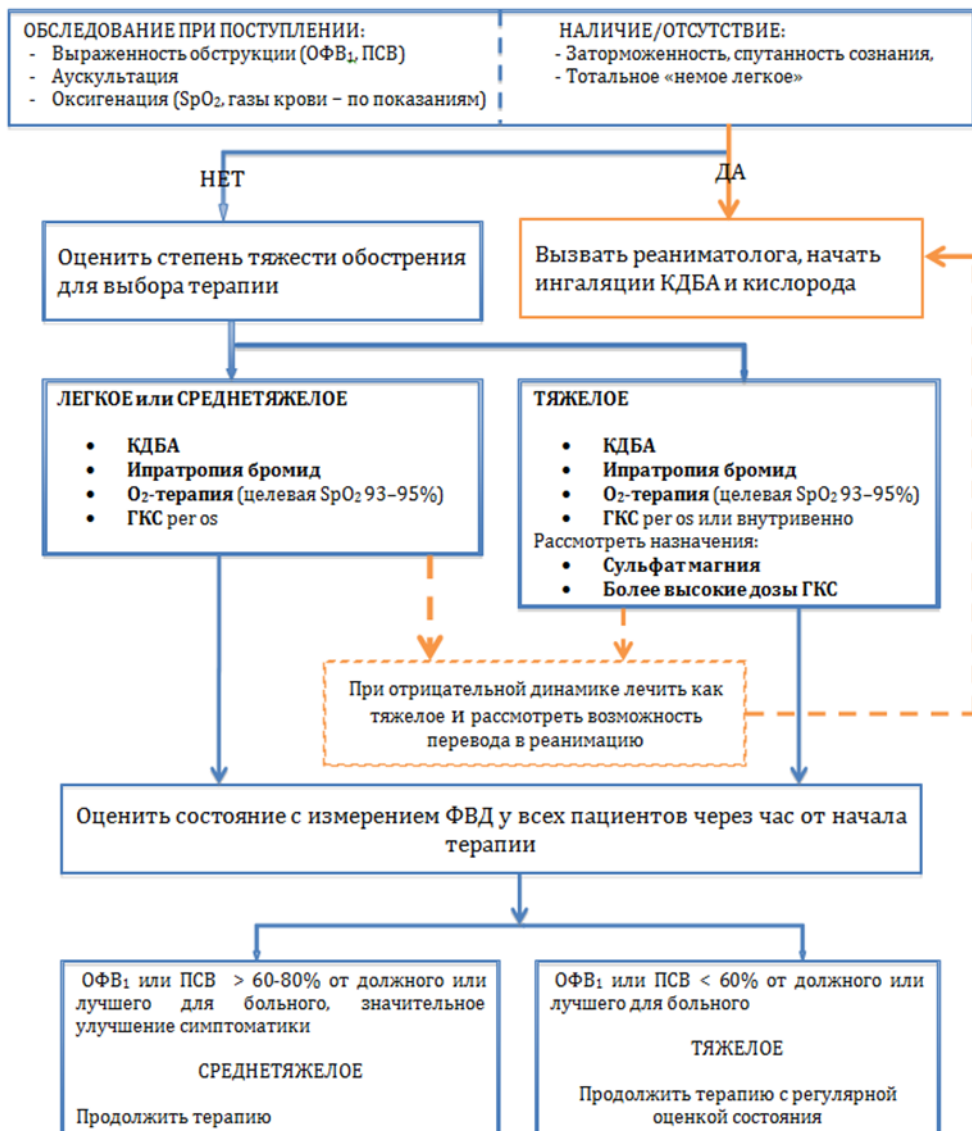 ОБСЛЕДОВАНИЕ ПРИ ПОСТУПЛЕНИИ:
- Выраженность обструкции (ОФВ₁, ПСВ)
- Аускультация
- Оксигенация (SpO₂, газы крови – по показаниям)
НАЛИЧИЕ/ОТСУТСТВИЕ:
- Заторможенность, спутанность сознания,
- Тотальное «немое легкое»
НЕТ
ДА
Оценить степень тяжести обострения
для выбора терапии
Вызвать реаниматолога, начать
ингаляции КДБА и кислорода
ЛЕГКОЕ или СРЕДНЕТЯЖЕЛОЕ
• КДБА
• Ипратропия бромид
• О₂-терапия (целевая SpO₂ 93–95%)
• ГКС per os
ТЯЖЕЛОЕ
• КДБА
• Ипратропия бромид
• О₂-терапия (целевая SpO₂ 93–95%)
• ГКС per os или внутривенно
Рассмотреть назначения:
• Сульфат магния
• Более высокие дозы ГКС
При отрицательной динамике лечить как
тяжелое и рассмотреть возможность
перевода в реанимацию
Оценить состояние с измерением ФВД у всех пациентов через час от начала
терапии
ОФВ₁ или ПСВ > 60-80% от должного или
лучшего для больного, значительное
улучшение симптоматики
СРЕДНЕТЯЖЕЛОЕ
Продолжить терапию
ОФВ₁ или ПСВ < 60% от должного или
лучшего для больного
ТЯЖЕЛОЕ
Продолжить терапию с регулярной
оценкой состояния